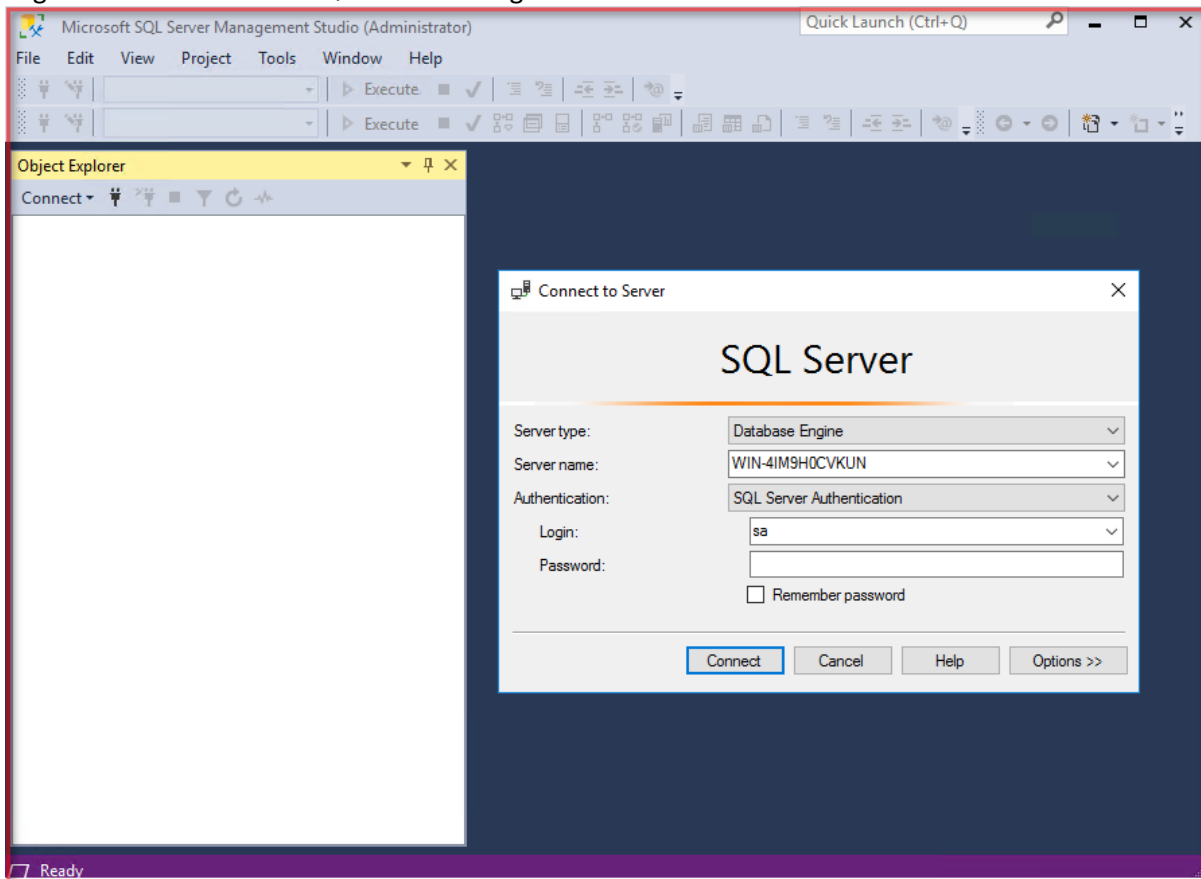 Microsoft SQL Server Management Studio (Administrator) Quick Launch (Ctrl+Q)
File Edit View Project Tools Window Help
Execute
Execute
Object Explorer
Connect
Connect to Server
SQL Server
Server type: Database Engine
Server name: WIN-4IM9H0CVKUN
Authentication: SQL Server Authentication
Login: sa
Password:
Remember password
Connect Cancel Help Options >>
Ready